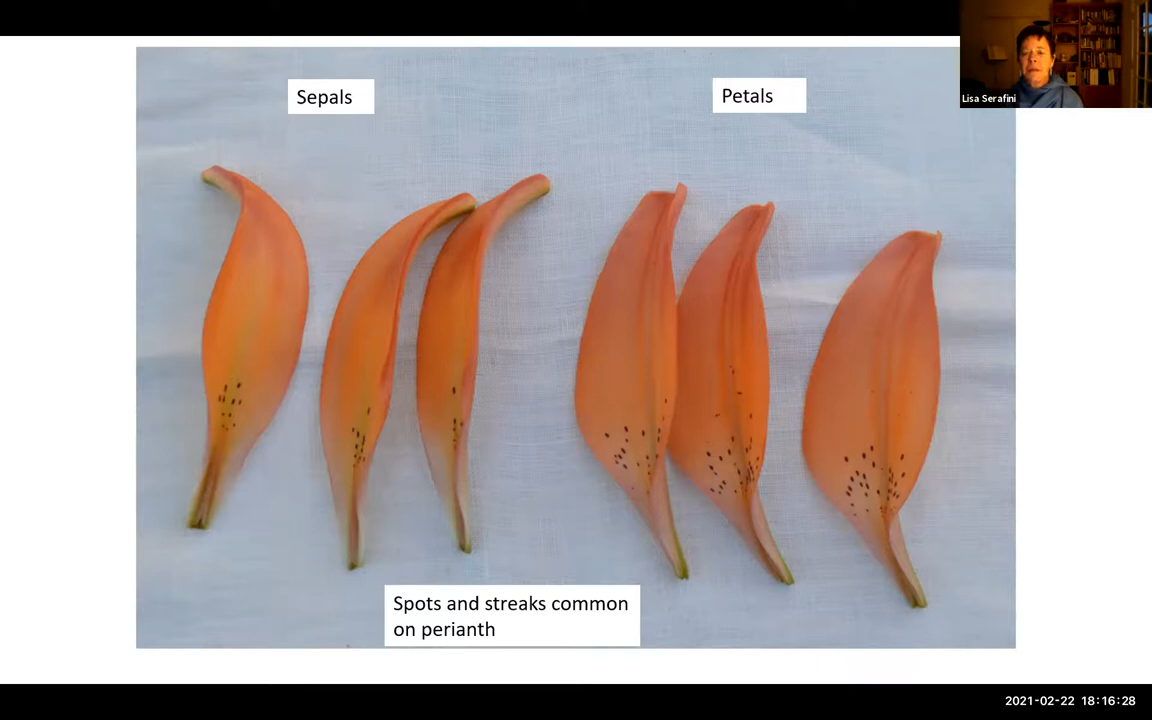 Sepals
Petals
Lisa Serafini
Spots and streaks common
on perianth
2021-02-22 18:16:28